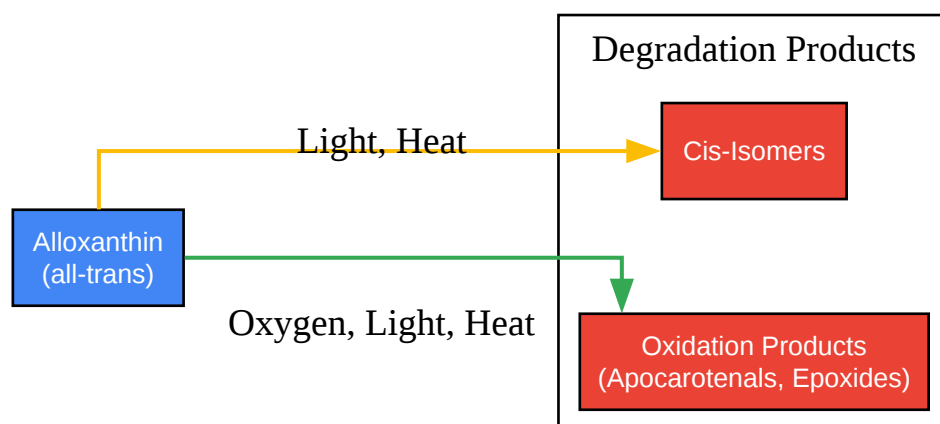 Degradation Products
Light, Heat
Cis-Isomers
Alloxanthin
(all-trans)
Oxygen, Light, Heat
Oxidation Products
(Apocarotenals, Epoxides)